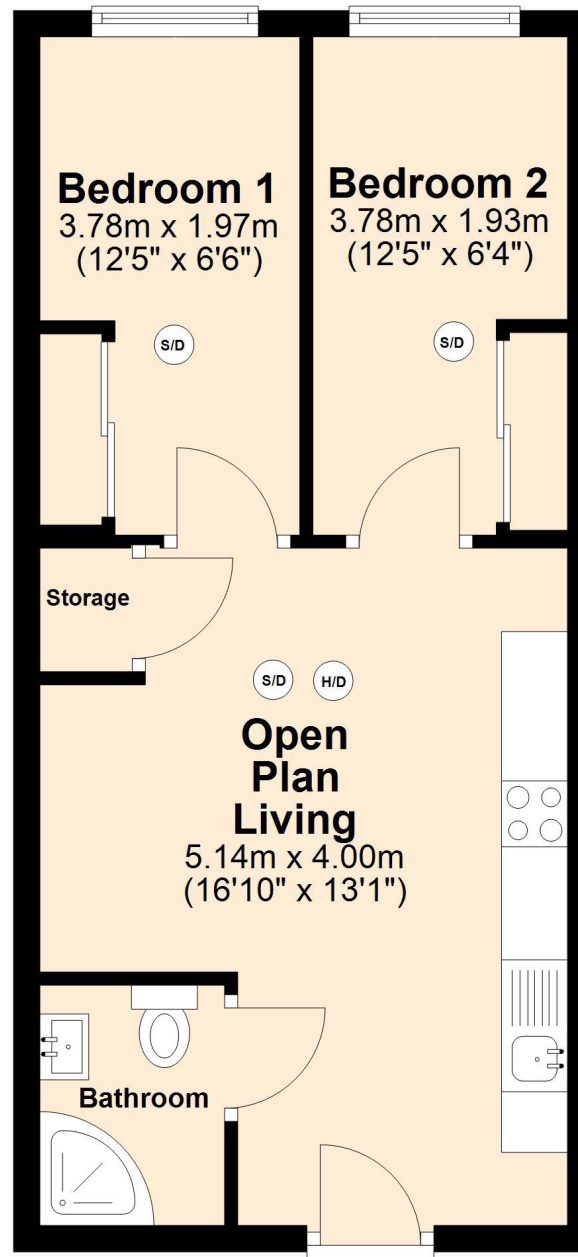 Bedroom 1
3.78m x 1.97m
(12'5" x 6'6")
Bedroom 2
3.78m x 1.93m
(12'5" x 6'4")
S/D
S/D
Storage
S/D
H/D
Open
Plan
Living
5.14m x 4.00m
(16'10" x 13'1")
Bathroom